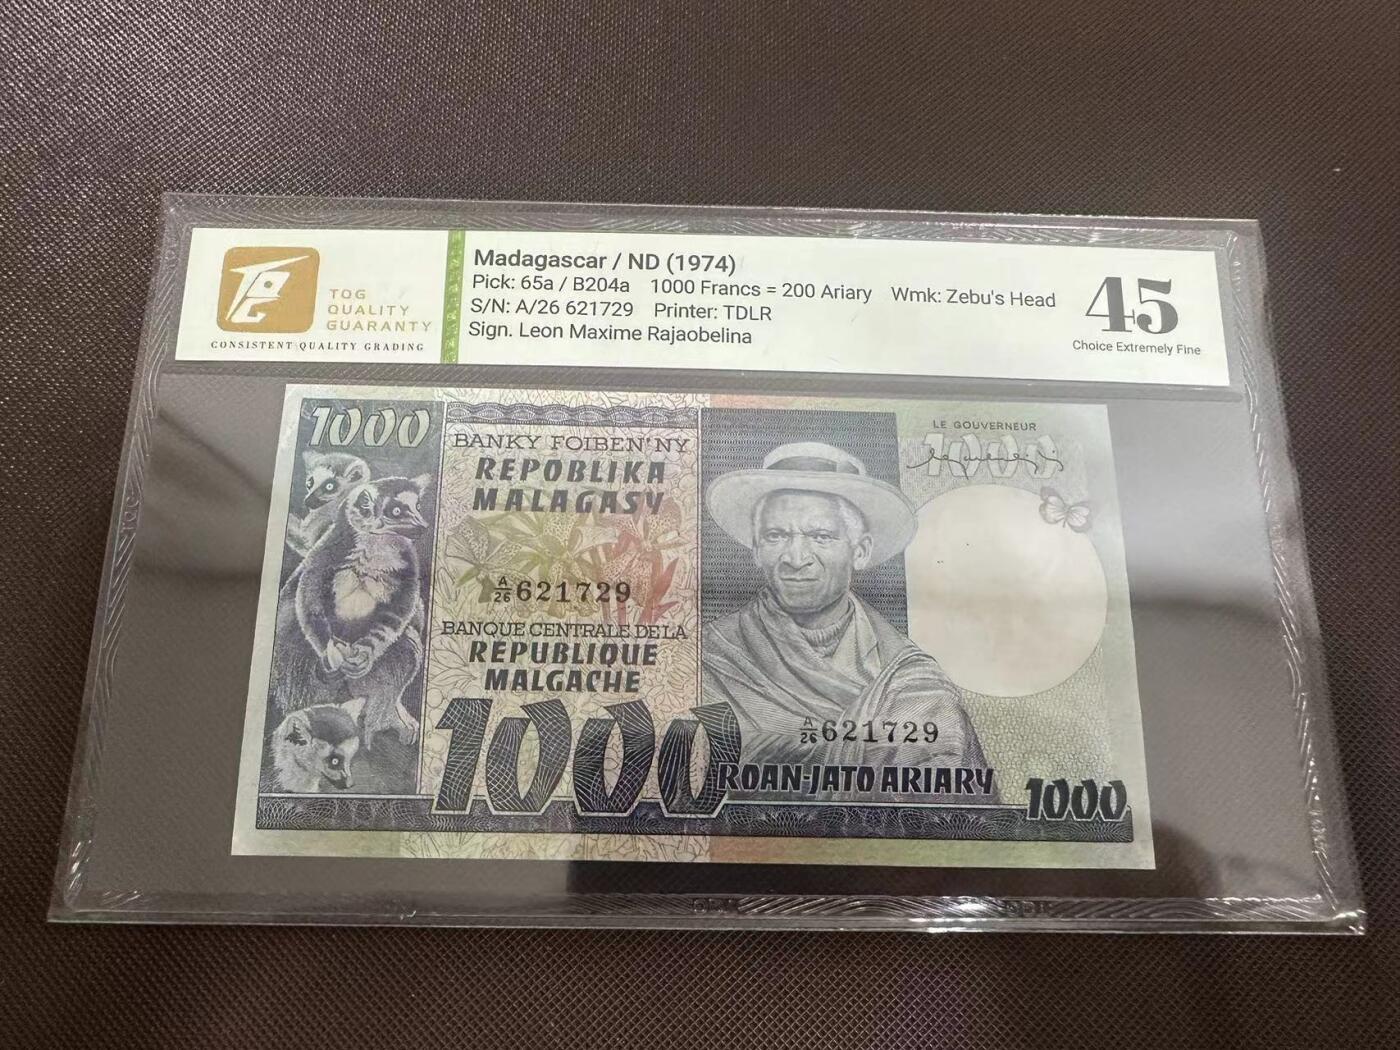 TQG
QUALITY
GUARANTY
CONSISTENT QUALITY GRADING
Madagascar / ND (1974)
Pick: 65a / B204a 1000 Francs = 200 Ariary Wmk: Zebu's Head
S/N: A/26 621729 Printer: TDLR
Sign. Leon Maxime Rajaobelina
45
Choice Extremely Fine
1000
BANKY FOIBEN'NY
REPOBLIKA
MALAGASY
A/26 621729
BANQUE CENTRALE DE LA
REPUBLIQUE
MALGACHE
1000
LE GOUVERNEUR
1000
A/26 621729
ROAN-JATO ARIARY
1000